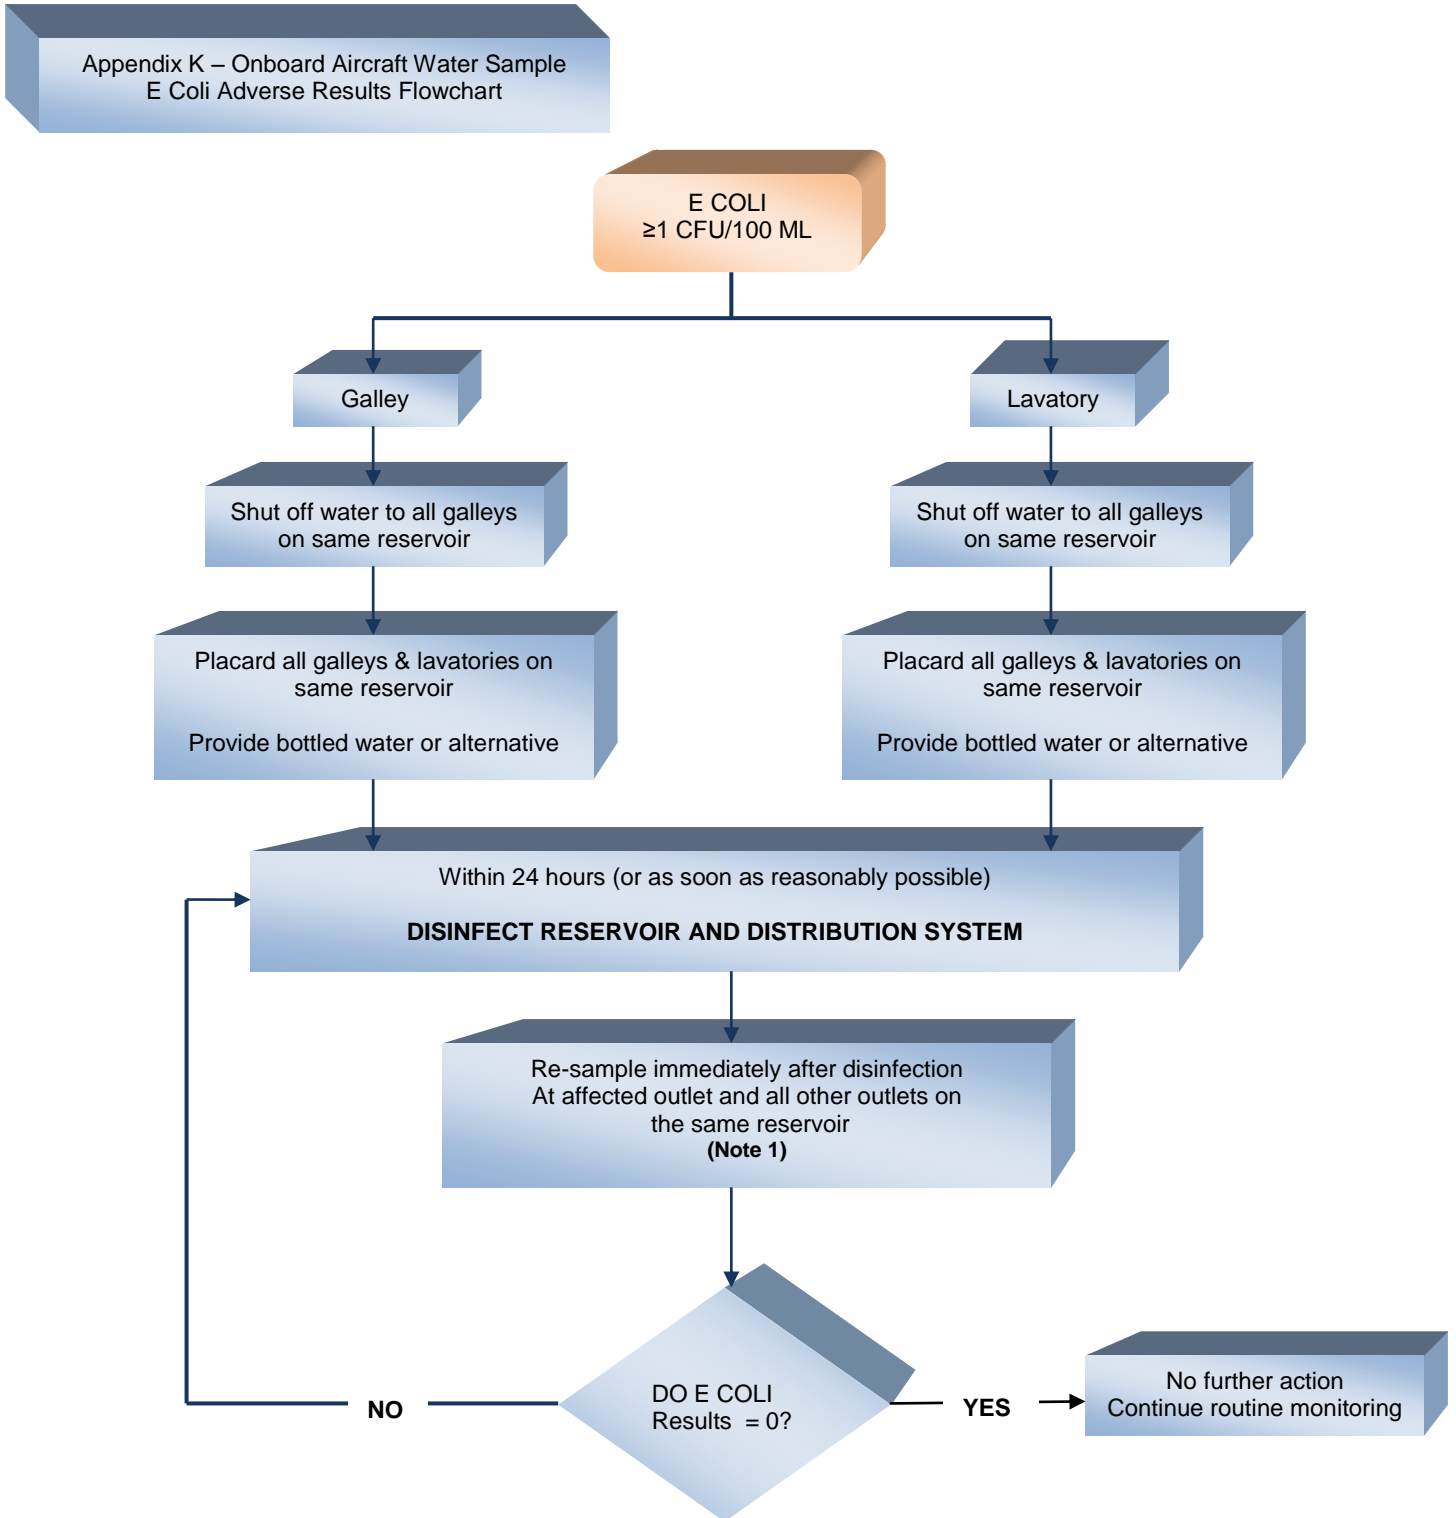 Appendix K – Onboard Aircraft Water Sample
E Coli Adverse Results Flowchart
E COLI
≥1 CFU/100 ML
Galley
Lavatory
Shut off water to all galleys
on same reservoir
Shut off water to all galleys
on same reservoir
Placard all galleys & lavatories on
same reservoir
Provide bottled water or alternative
Placard all galleys & lavatories on
same reservoir
Provide bottled water or alternative
Within 24 hours (or as soon as reasonably possible)
DISINFECT RESERVOIR AND DISTRIBUTION SYSTEM
Re-sample immediately after disinfection
At affected outlet and all other outlets on
the same reservoir
(Note 1)
DO E COLI
Results = 0?
NO
YES
No further action
Continue routine monitoring